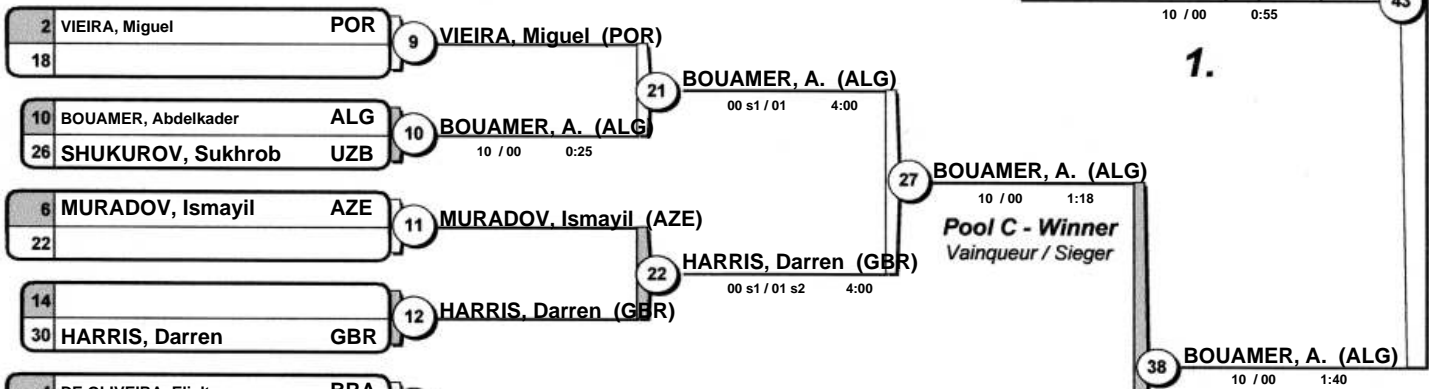 43
10 / 00 0:55
1.
2 VIEIRA, Miguel POR
18
9 VIEIRA, Miguel (POR)
21 BOUAMER, A. (ALG)
00 s1 / 01 4:00
10 BOUAMER, Abdelkader ALG
26 SHUKUROV, Sukhrob UZB
10 BOUAMER, A. (ALG)
10 / 00 0:25
27 BOUAMER, A. (ALG)
10 / 00 1:18
Pool C - Winner
Vainqueur / Sieger
6 MURADOV, Ismayil AZE
22
11 MURADOV, Ismayil (AZE)
22 HARRIS, Darren (GBR)
00 s1 / 01 s2 4:00
14
30 HARRIS, Darren GBR
12 HARRIS, Darren (GBR)
38 BOUAMER, A. (ALG)
10 / 00 1:40
BRA